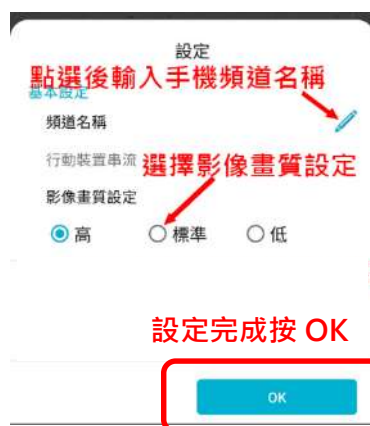 設定
點選後輸入手機頻道名稱
基本設定
頻道名稱
行動裝置串流
選擇影像畫質設定
影像畫質設定
高 標準 低
設定完成按 OK
OK